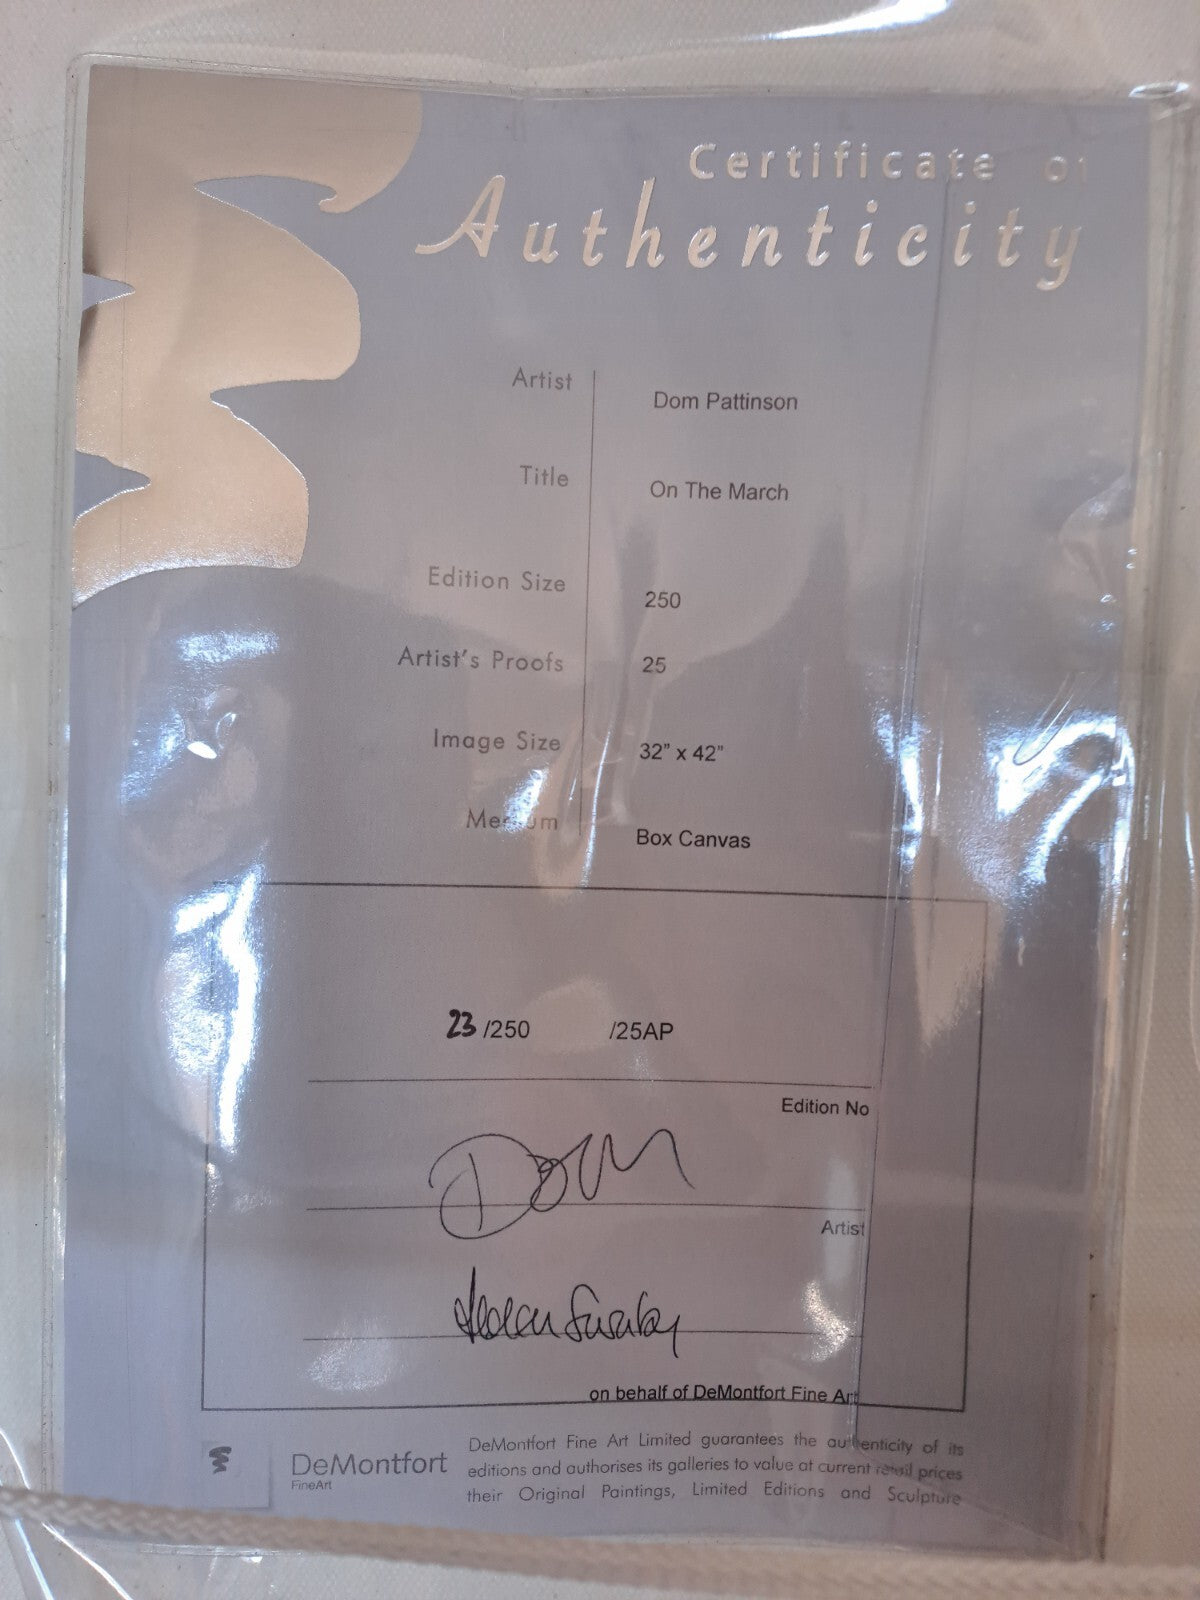 Certificate of
Authenticity
Artist
Dom Pattinson
Title
On The March
Edition Size
250
Artist's Proofs
25
Image Size
32” x 42”
Medium
Box Canvas
23 /250 /25AP
Edition No
Dom
Artist
on behalf of DeMontfort Fine Art
DeMontfort
FineArt
DeMontfort Fine Art Limited guarantees the authenticity of its
editions and authorises its galleries to value at current retail prices
their Original Paintings, Limited Editions and Sculpture